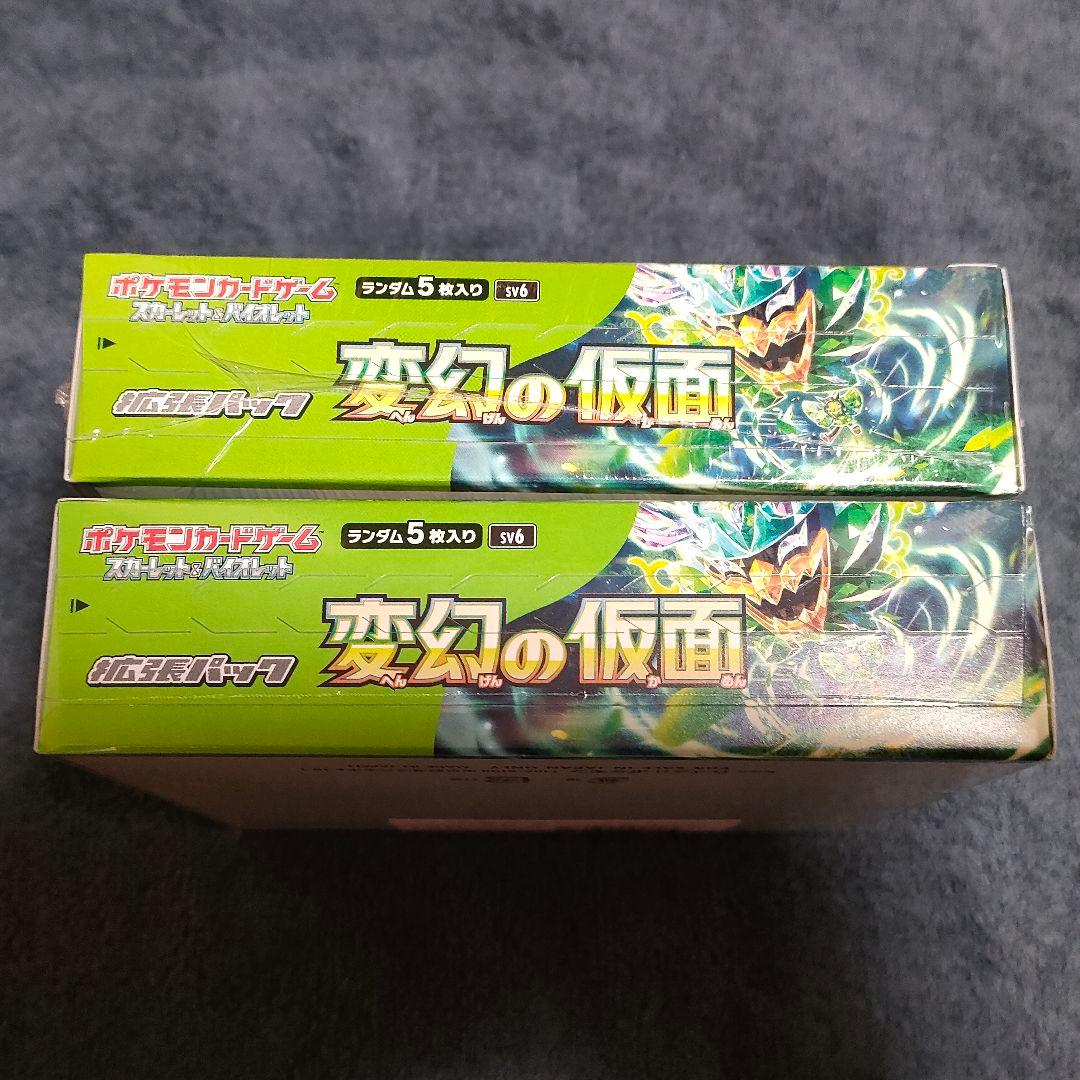 ポケモンカードゲーム
スカーレット&バイオレット
ランダム5枚入り SV6
変幻の仮面
へん げん か めん
拡張パック
ポケモンカードゲーム
スカーレット&バイオレット
ランダム5枚入り SV6
変幻の仮面
へん げん か めん
拡張パック